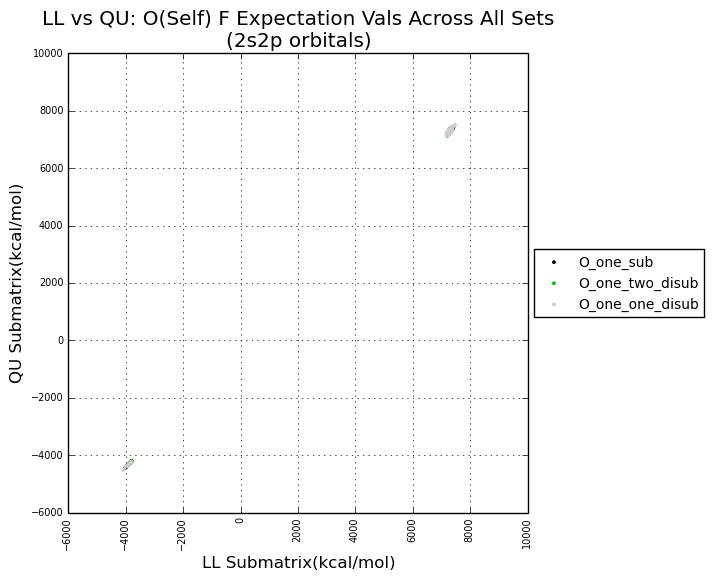 LL vs QU: O(Self) F Expectation Vals Across All Sets
(2s2p orbitals)
10000
8000
6000
4000
2000
0
−2000
−4000
−6000
QU Submatrix(kcal/mol)
−6000
−4000
−2000
0
2000
4000
6000
8000
10000
LL Submatrix(kcal/mol)
O_one_sub
O_one_two_disub
O_one_one_disub